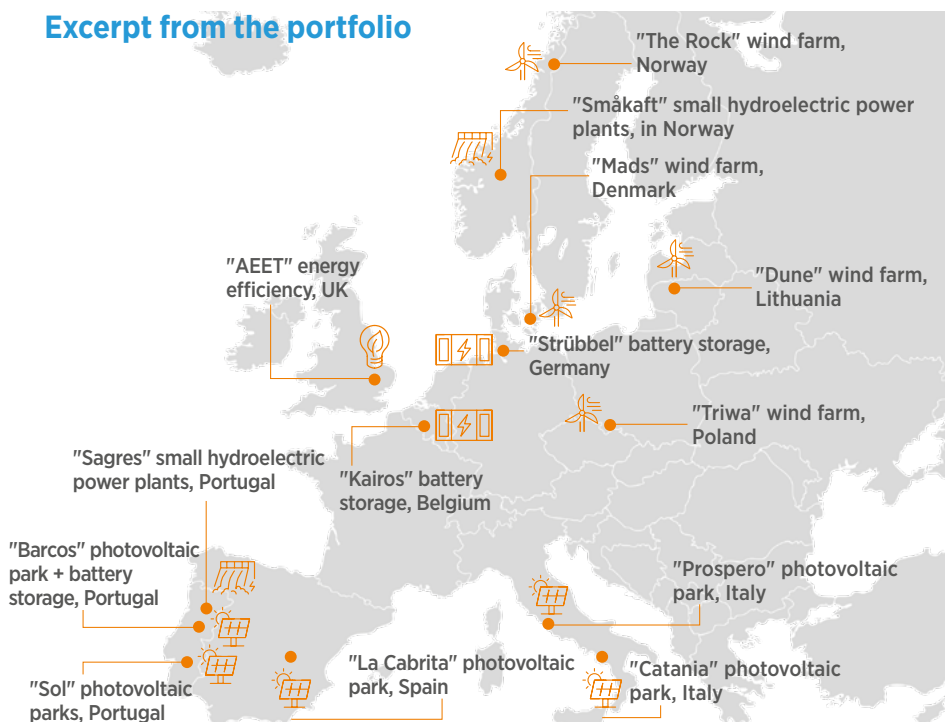 Excerpt from the portfolio
"The Rock" wind farm,
Norway
"Småkaft" small hydroelectric power
plants, in Norway
"Mads" wind farm,
Denmark
"AEET" energy
efficiency, UK
"Dune" wind farm,
Lithuania
"Strübbel" battery storage,
Germany
"Triwa" wind farm,
Poland
"Sagres" small hydroelectric
power plants, Portugal
"Kairos" battery
storage, Belgium
"Barcos" photovoltaic
park + battery
storage, Portugal
"Prospero" photovoltaic
park, Italy
"Sol" photovoltaic
parks, Portugal
"La Cabrita" photovoltaic
park, Spain
"Catania" photovoltaic
park, Italy